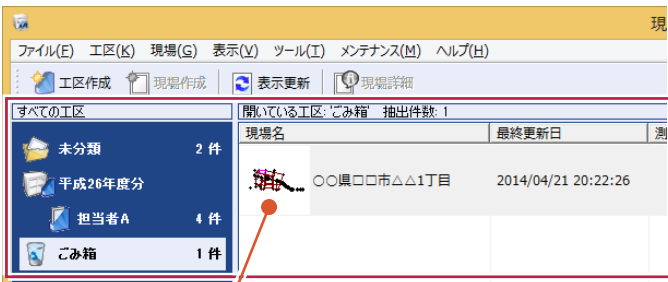 現
ファイル(F) 工区(K) 現場(G) 表示(V) ツール(T) メンテナンス(M) ヘルプ(H)
工区作成 現場作成 表示更新 現場詳細
すべての工区
未分類 2 件
平成26年度分
担当者A 4 件
ごみ箱 1 件
開いている工区:'ごみ箱' 抽出件数: 1
現場名 最終更新日 測
〇〇県□□市△△1丁目 2014/04/21 20:22:26